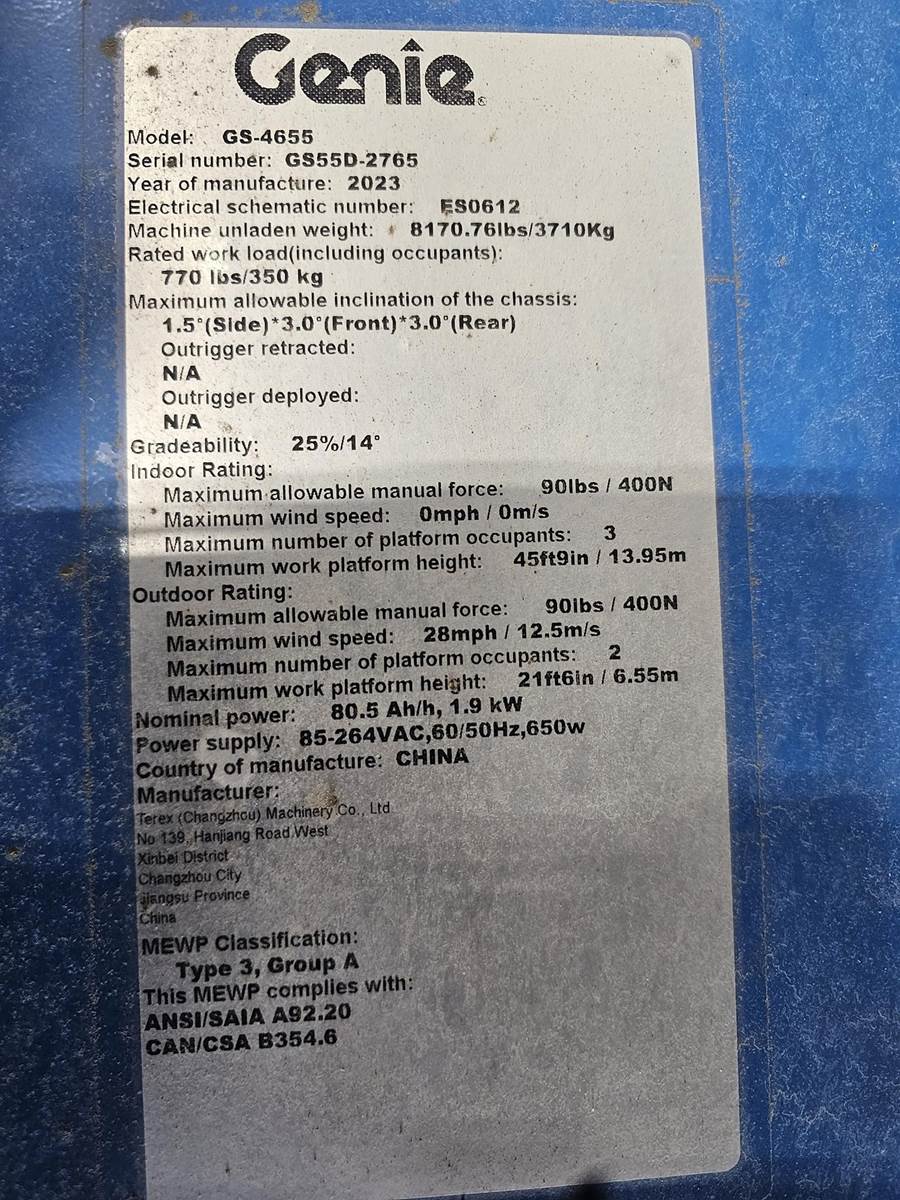 Genie®
Model: GS-4655
Serial number: GS55D-2765
Year of manufacture: 2023
Electrical schematic number: ES0612
Machine unladen weight: 8170.76lbs/3710Kg
Rated work load(including occupants):
770 lbs/350 kg
Maximum allowable inclination of the chassis:
1.5°(Side)*3.0°(Front)*3.0°(Rear)
Outrigger retracted:
N/A
Outrigger deployed:
N/A
Gradeability: 25%/14°
Indoor Rating:
Maximum allowable manual force: 90lbs / 400N
Maximum wind speed: 0mph / 0m/s
Maximum number of platform occupants: 3
Maximum work platform height: 45ft9in / 13.95m
Outdoor Rating:
Maximum allowable manual force: 90lbs / 400N
Maximum wind speed: 28mph / 12.5m/s
Maximum number of platform occupants: 2
Maximum work platform height: 21ft6in / 6.55m
Nominal power: 80.5 Ah/h, 1.9 kW
Power supply: 85-264VAC,60/50Hz,650w
Country of manufacture: CHINA
Manufacturer:
Terex (Changzhou) Machinery Co., Ltd
No 139, Hanjiang Road West
Xinbei District
Changzhou City
jiangsu Province
China
MEWP Classification:
Type 3, Group A
This MEWP complies with:
ANSI/SAIA A92.20
CAN/CSA B354.6